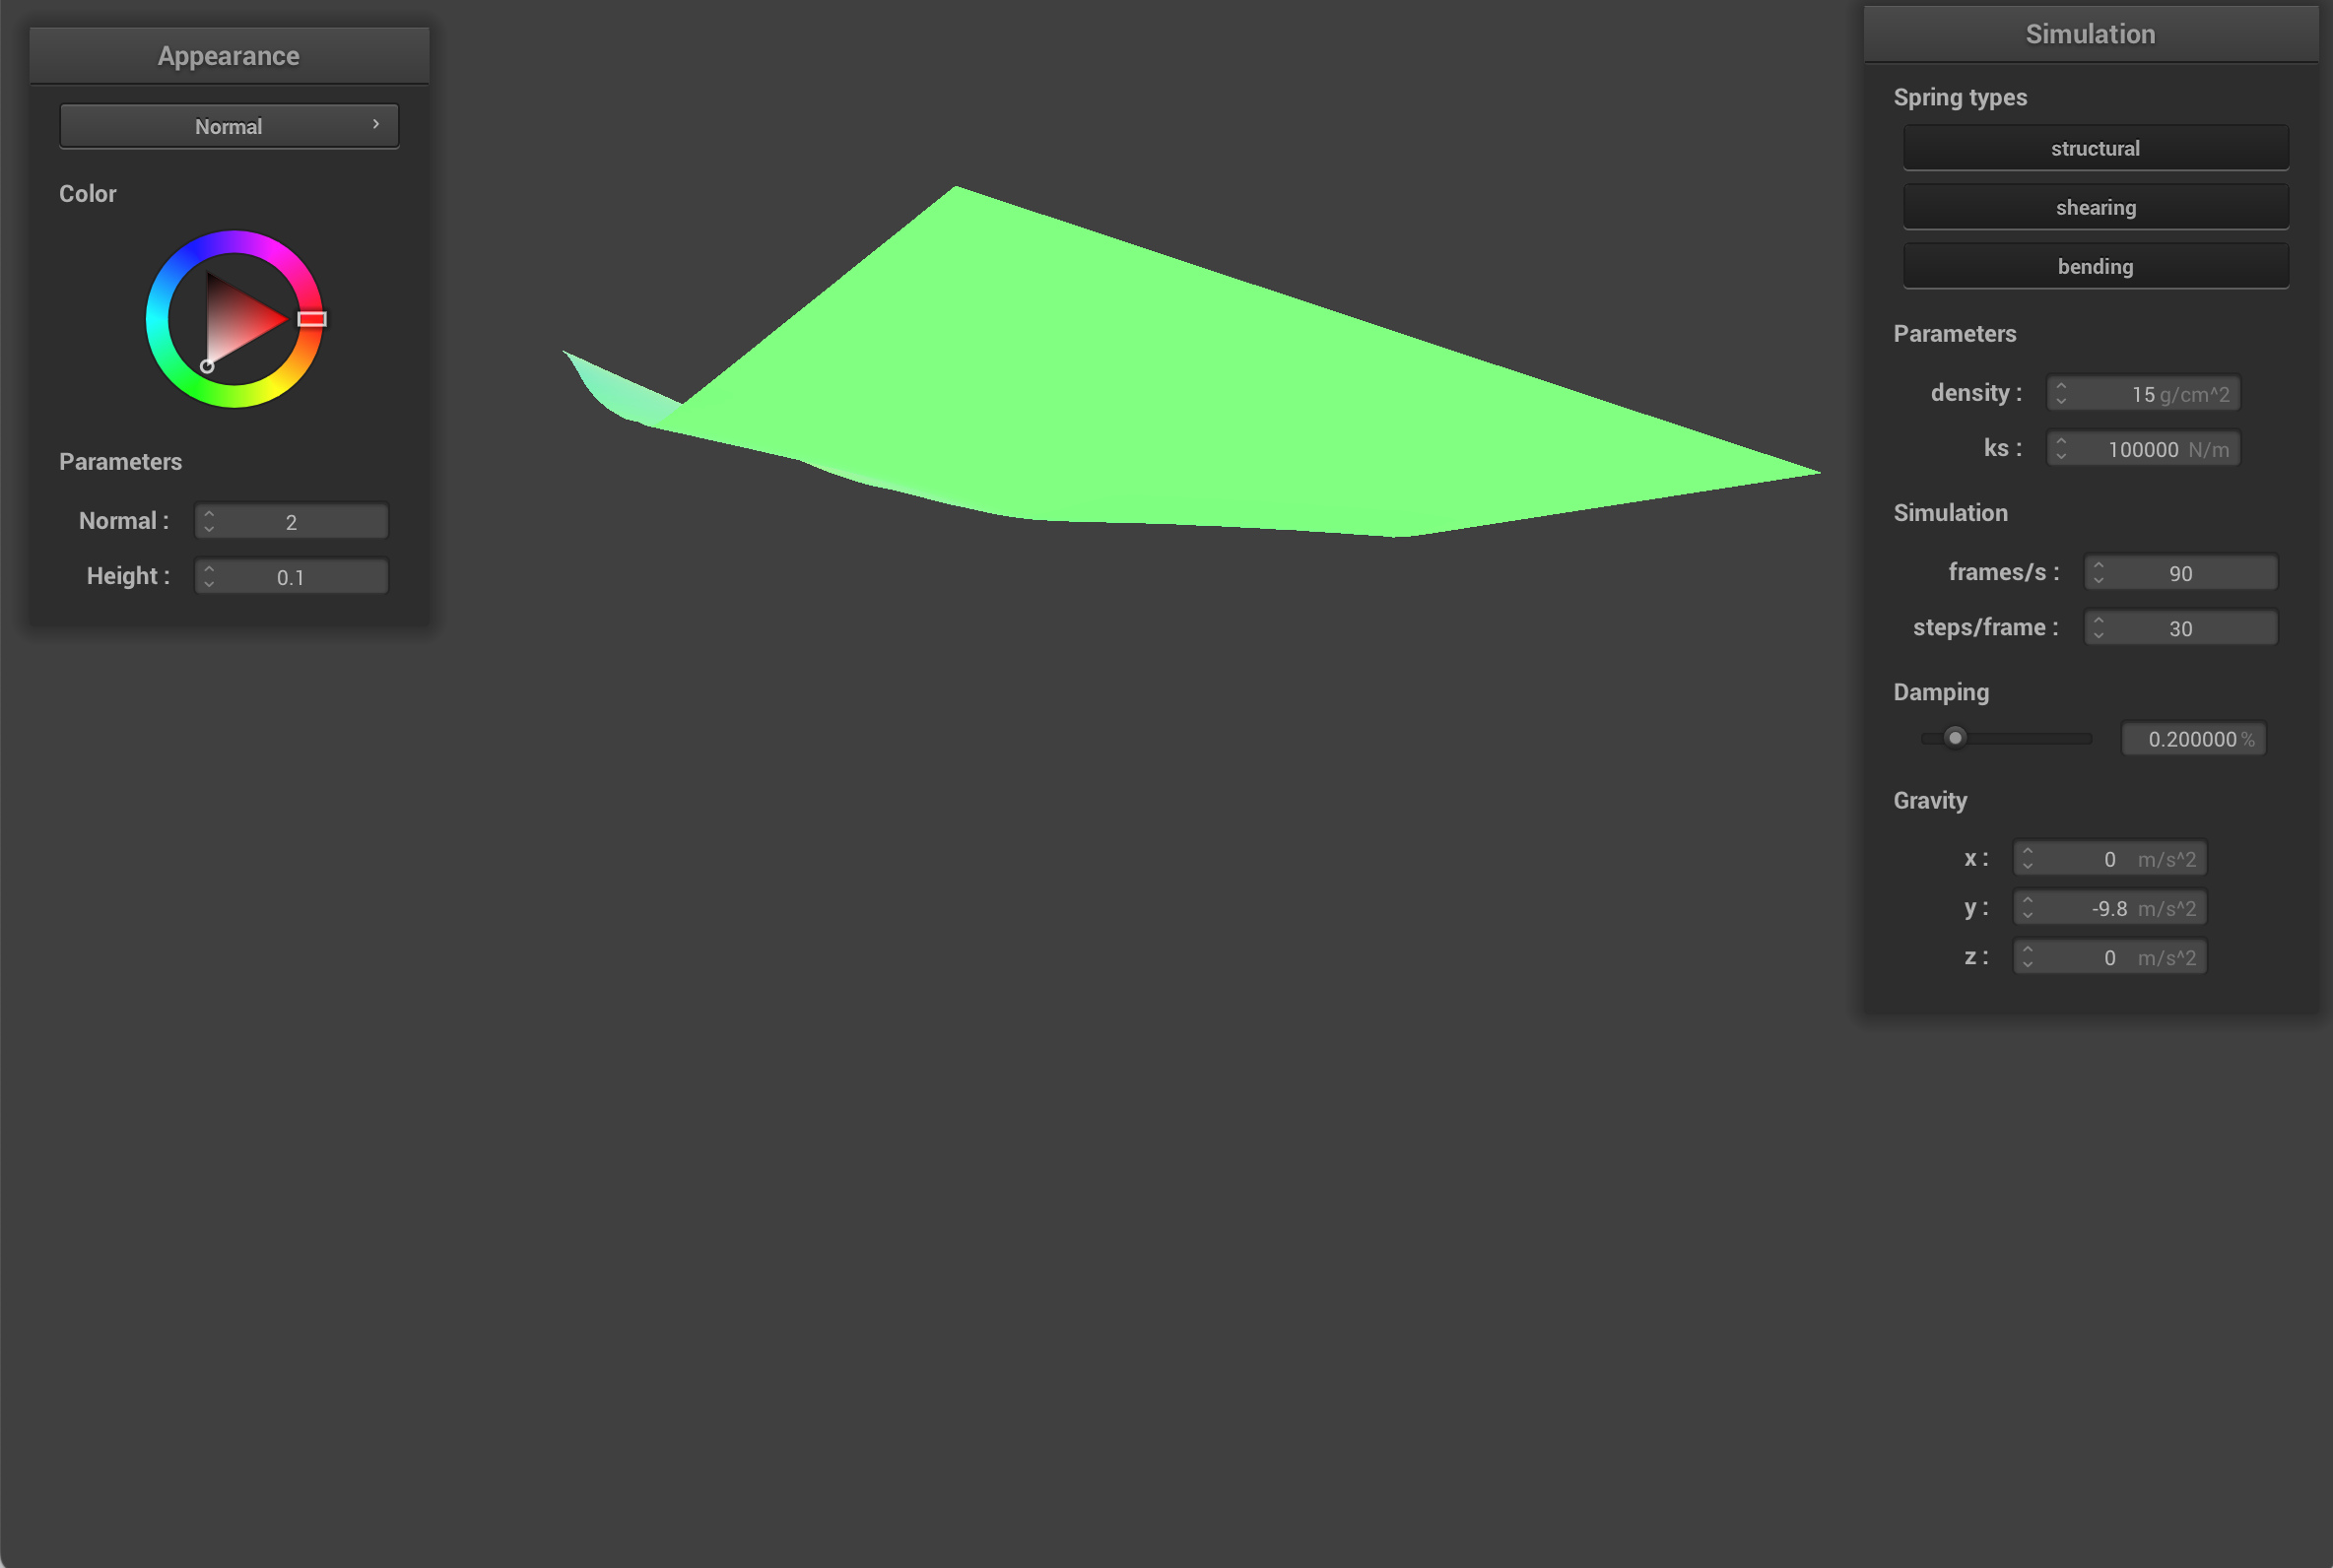 Appearance
Normal
Color
Parameters
Normal : 2
Height : 0.1
Simulation
Spring types
structural
shearing
bending
Parameters
density : 15 g/cm^2
ks : 100000 N/m
Simulation
frames/s : 90
steps/frame : 30
Damping
0.200000 %
Gravity
x : 0 m/s^2
y : -9.8 m/s^2
z : 0 m/s^2